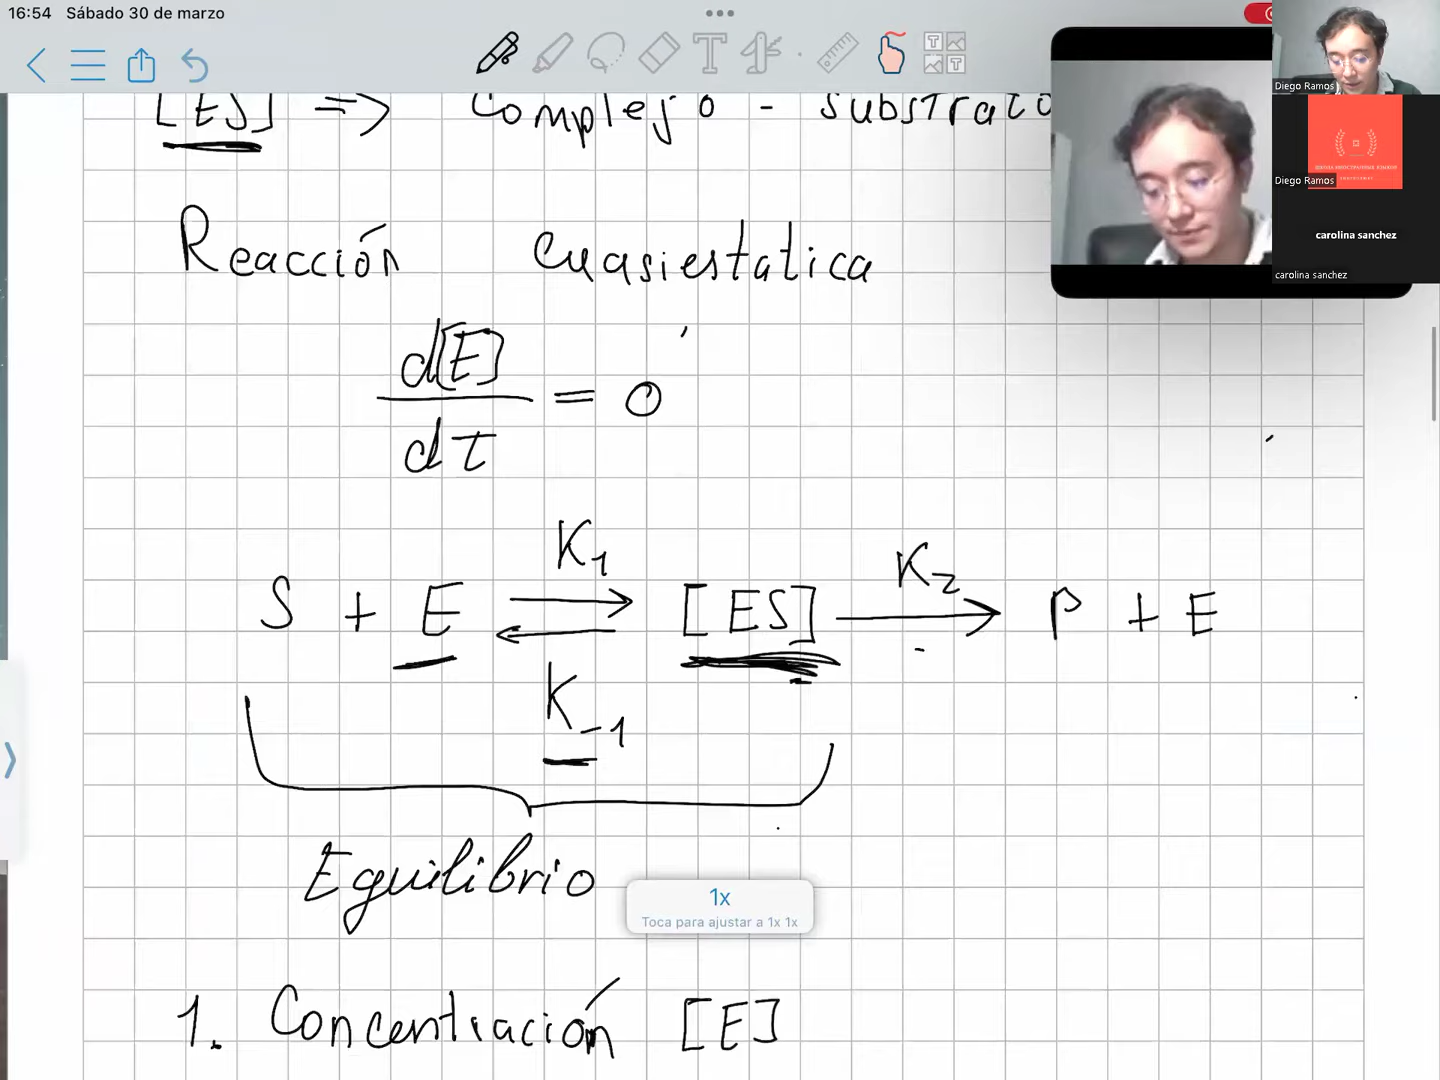 16:54 Sábado 30 de marzo
Diego Ramos
Diego Ramos
carolina sanchez
carolina sanchez
[ES] => Complejo - substrato
Reacción cuasiestatica
d[E]
dτ
= 0
K1
K2
S + E ⇄ [ES] → P + E
K-1
Equilibrio
1x
Toca para ajustar a 1x 1x
1. Concentración [E]